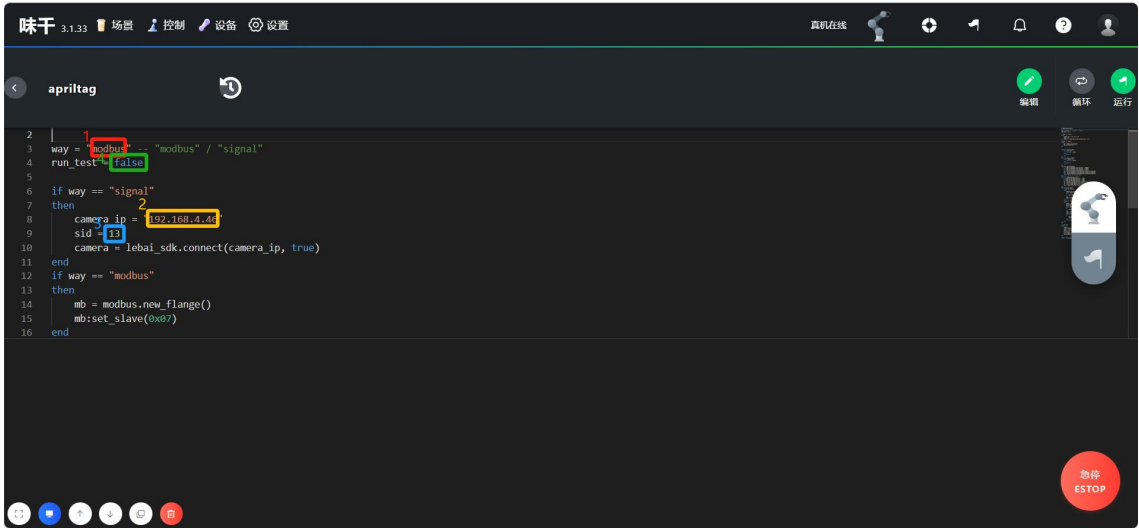 味千 3.1.33 场景 控制 设备 设置 真机在线
apriltag
编辑 循环 运行
2
1
3 way = "modbus" -- "modbus" / "signal"
4
4 run_test = false
5
6 if way == "signal"
7 then
2
8 camera_ip = "192.168.4.46"
3
9 sid = 13
10 camera = lebai_sdk.connect(camera_ip, true)
11 end
12 if way == "modbus"
13 then
14 mb = modbus.new_flange()
15 mb:set_slave(0x07)
16 end
急停
ESTOP